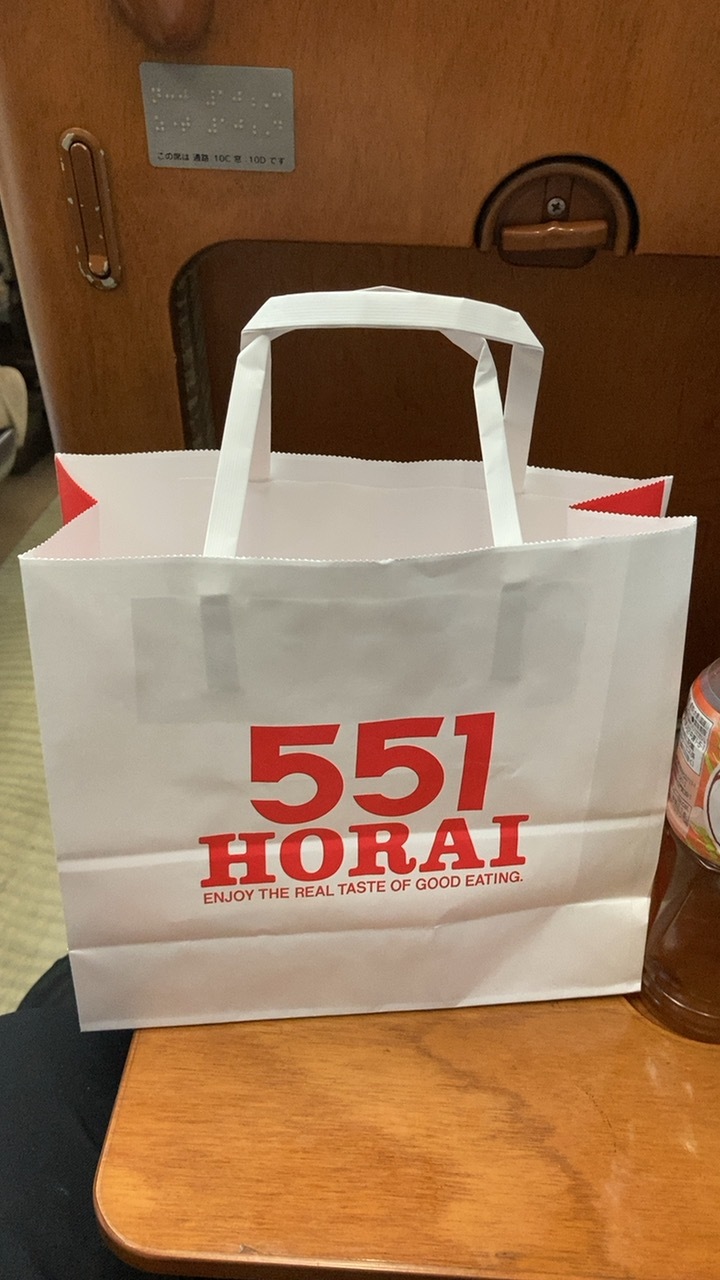 この席は 通路 10C 窓 10D です
551
HORAI
ENJOY THE REAL TASTE OF GOOD EATING.